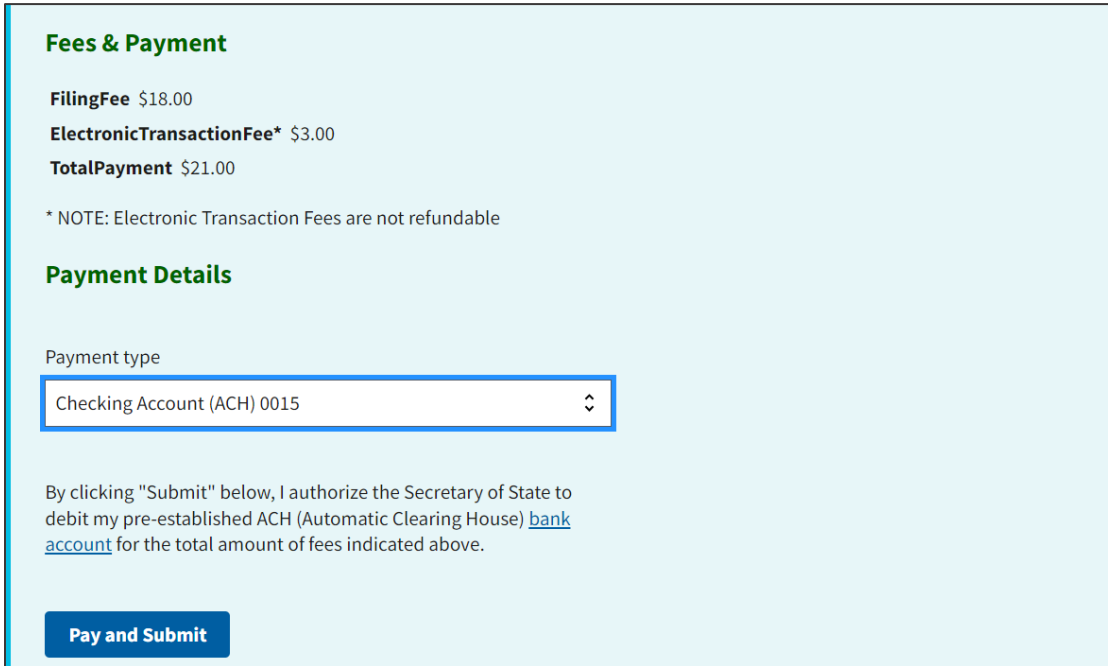 Fees & Payment
FilingFee $18.00
ElectronicTransactionFee* $3.00
TotalPayment $21.00
* NOTE: Electronic Transaction Fees are not refundable
Payment Details
Payment type
Checking Account (ACH) 0015
By clicking "Submit" below, I authorize the Secretary of State to
debit my pre-established ACH (Automatic Clearing House) bank
account for the total amount of fees indicated above.
Pay and Submit